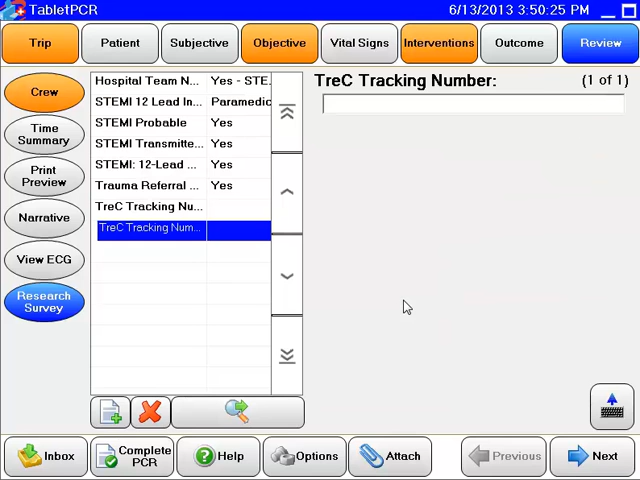 TabletPCR 6/13/2013 3:50:25 PM
Trip Patient Subjective Objective Vital Signs Interventions Outcome Review
Crew
Time
Summary
Print
Preview
Narrative
View ECG
Research
Survey
Hospital Team N... Yes - STE
STEMI 12 Lead In... Paramedic
STEMI Probable Yes
STEMI Transmitte... Yes
STEMI: 12-Lead ... Yes
Trauma Referral ... Yes
TreC Tracking Nu...
TreC Tracking Num...
TreC Tracking Number: (1 of 1)
Inbox Complete
PCR Help Options Attach Previous Next